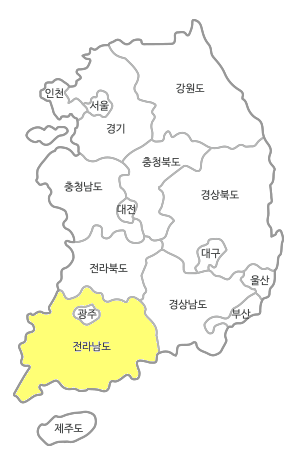 강원도
인천
서울
경기
충청북도
충청남도
경상북도
대전
대구
전라북도
울산
경상남도
광주
부산
전라남도
제주도